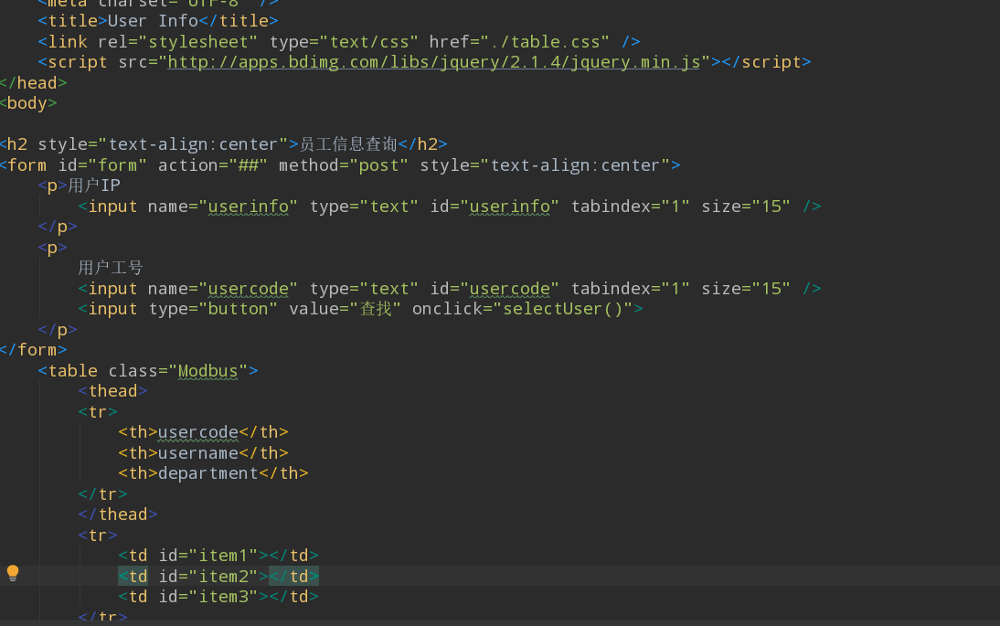 <meta charset="UTF-8" />
<title>User Info</title>
<link rel="stylesheet" type="text/css" href="./table.css" />
<script src="http://apps.bdimg.com/libs/jquery/2.1.4/jquery.min.js"></script>
</head>
<body>
<h2 style="text-align:center">员工信息查询</h2>
<form id="form" action="##" method="post" style="text-align:center">
<p>用户IP
<input name="userinfo" type="text" id="userinfo" tabindex="1" size="15" />
</p>
<p>
用户工号
<input name="usercode" type="text" id="usercode" tabindex="1" size="15" />
<input type="button" value="查找" onclick="selectUser()">
</p>
</form>
<table class="Modbus">
<thead>
<tr>
<th>usercode</th>
<th>username</th>
<th>department</th>
</tr>
</thead>
<tr>
<td id="item1"></td>
<td id="item2"></td>
<td id="item3"></td>
</tr>